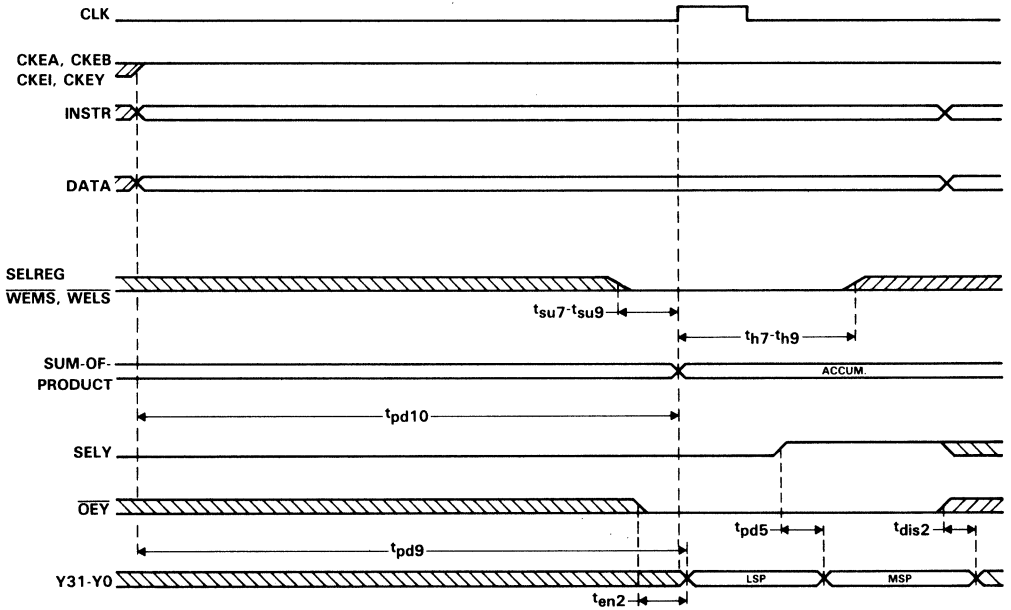 CLK
CKEA, CKEB
CKEI, CKEY
INSTR
DATA
SELREG
WEMS, WELS
tsu7-tsu9
th7-th9
SUM-OF-
PRODUCT
ACCUM.
tpd10
SELY
OEY
tpd5
tdis2
tpd9
Y31-Y0
LSP
MSP
ten2